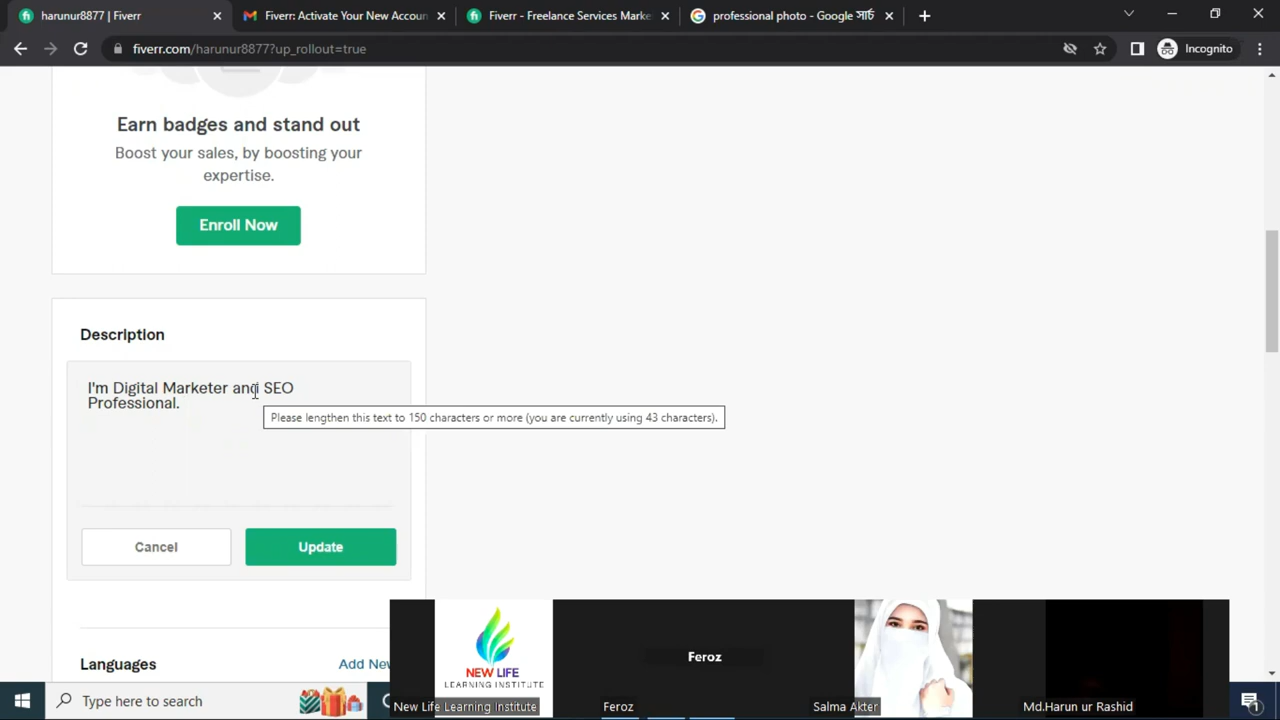 harunur8877 | Fiverr
Fiverr: Activate Your New Accoun
Fiverr - Freelance Services Marke
professional photo - Google সার্চ
fiverr.com/harunur8877?up_rollout=true
Incognito
Earn badges and stand out
Boost your sales, by boosting your
expertise.
Enroll Now
Description
I'm Digital Marketer and SEO
Professional.
Please lengthen this text to 150 characters or more (you are currently using 43 characters).
Cancel
Update
Languages
Add New
NEW LIFE
LEARNING INSTITUTE
Feroz
Type here to search
New Life Learning Institute
Feroz
Salma Akter
Md.Harun ur Rashid
1